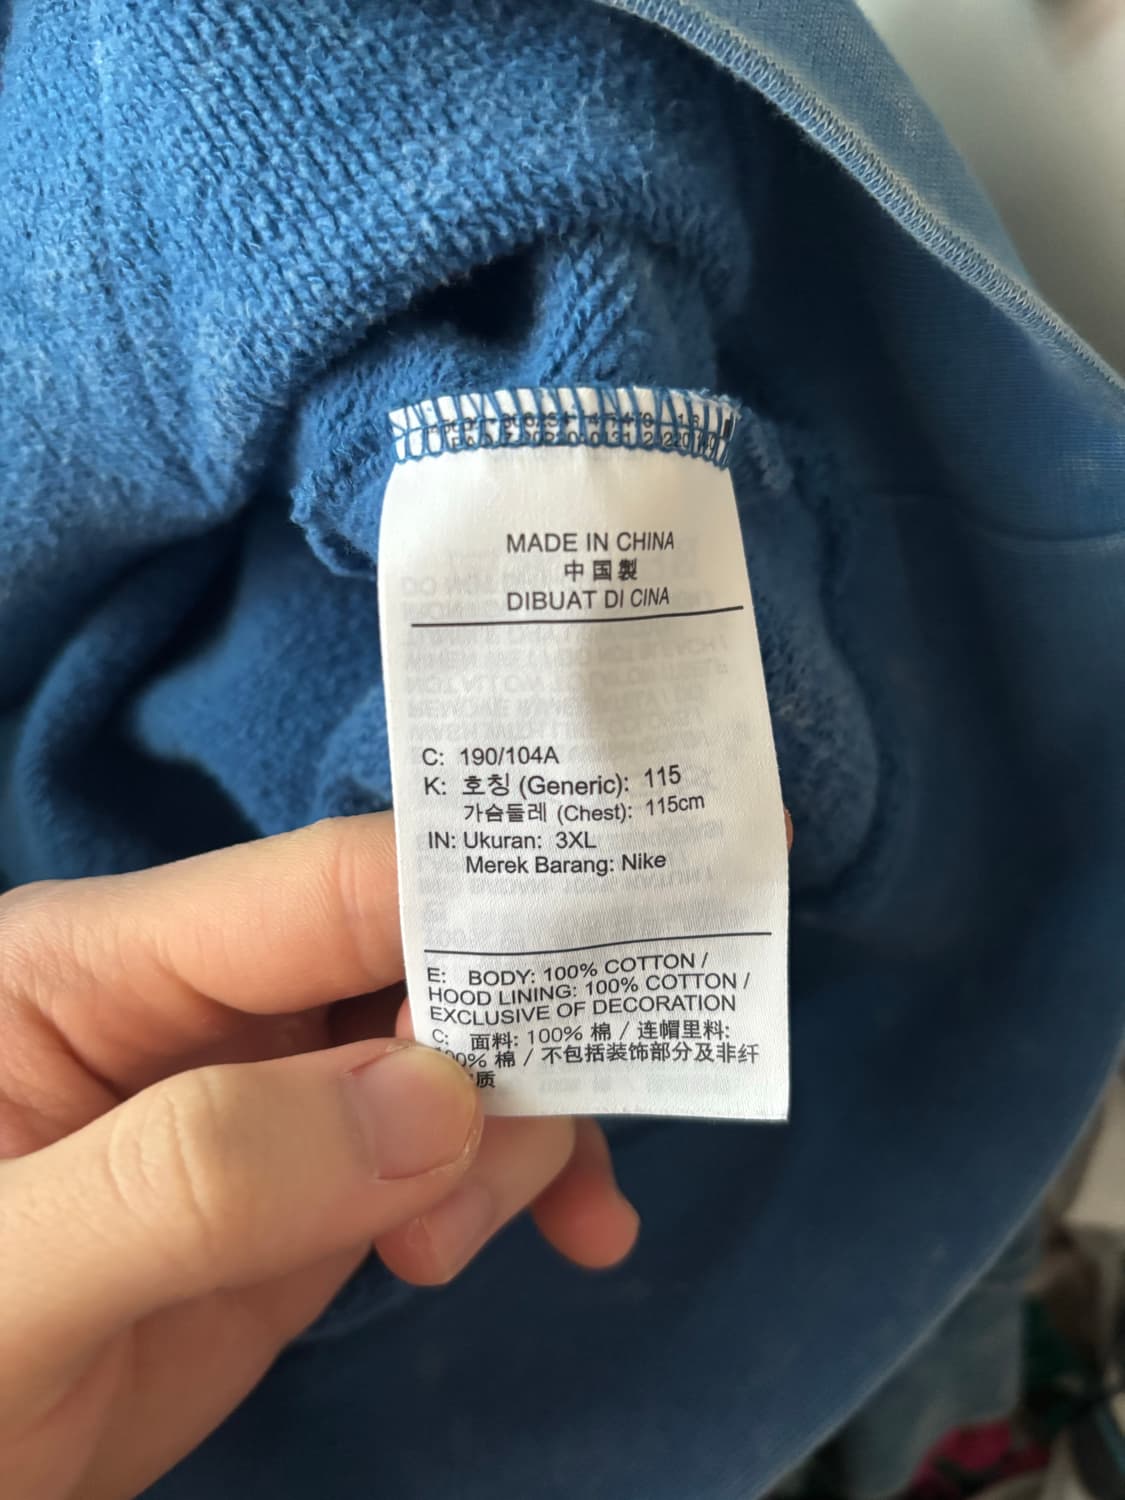 MADE IN CHINA
中国製
DIBUAT DI CINA
C: 190/104A
K: 호칭 (Generic): 115
가슴둘레 (Chest): 115cm
IN: Ukuran: 3XL
Merek Barang: Nike
E: BODY: 100% COTTON /
HOOD LINING: 100% COTTON /
EXCLUSIVE OF DECORATION
C: 面料: 100% 棉 / 连帽里料:
100% 棉 / 不包括装饰部分及非纤
质